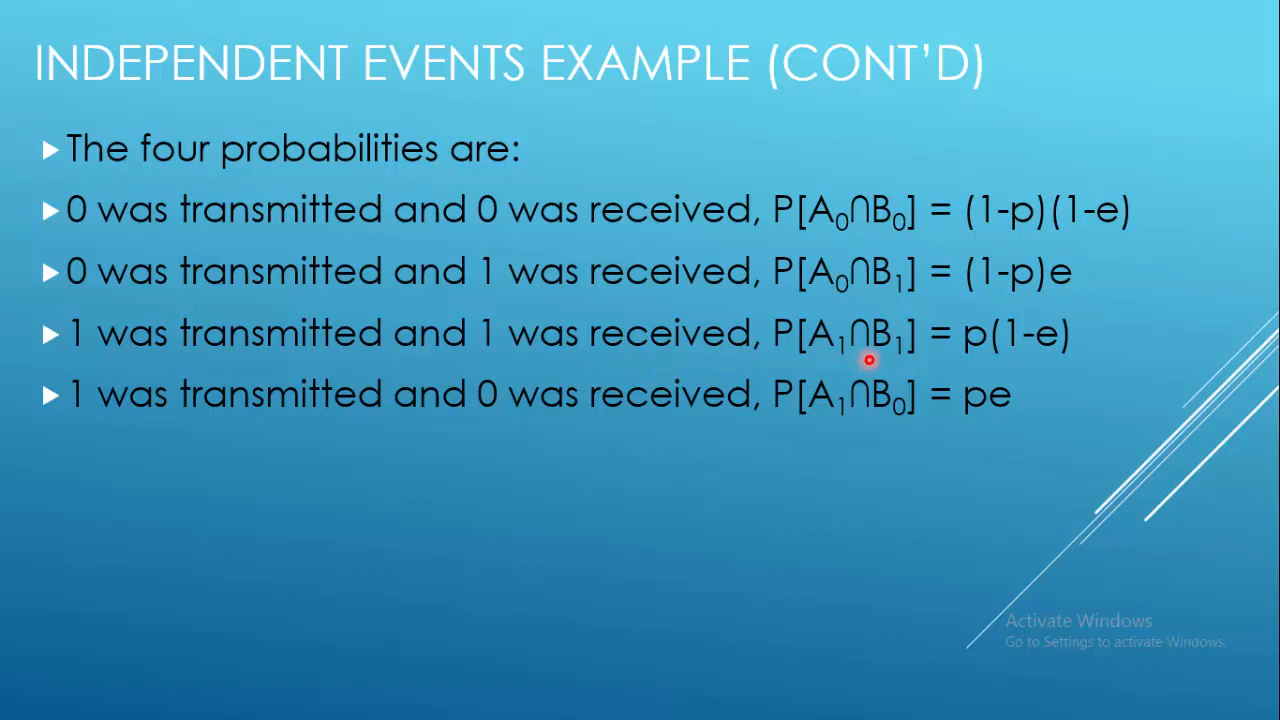 INDEPENDENT EVENTS EXAMPLE (CONT’D)
The four probabilities are:
0 was transmitted and 0 was received, P[A₀∩B₀] = (1-p)(1-e)
0 was transmitted and 1 was received, P[A₀∩B₁] = (1-p)e
1 was transmitted and 1 was received, P[A₁∩B₁] = p(1-e)
1 was transmitted and 0 was received, P[A₁∩B₀] = pe
Activate Windows
Go to Settings to activate Windows.